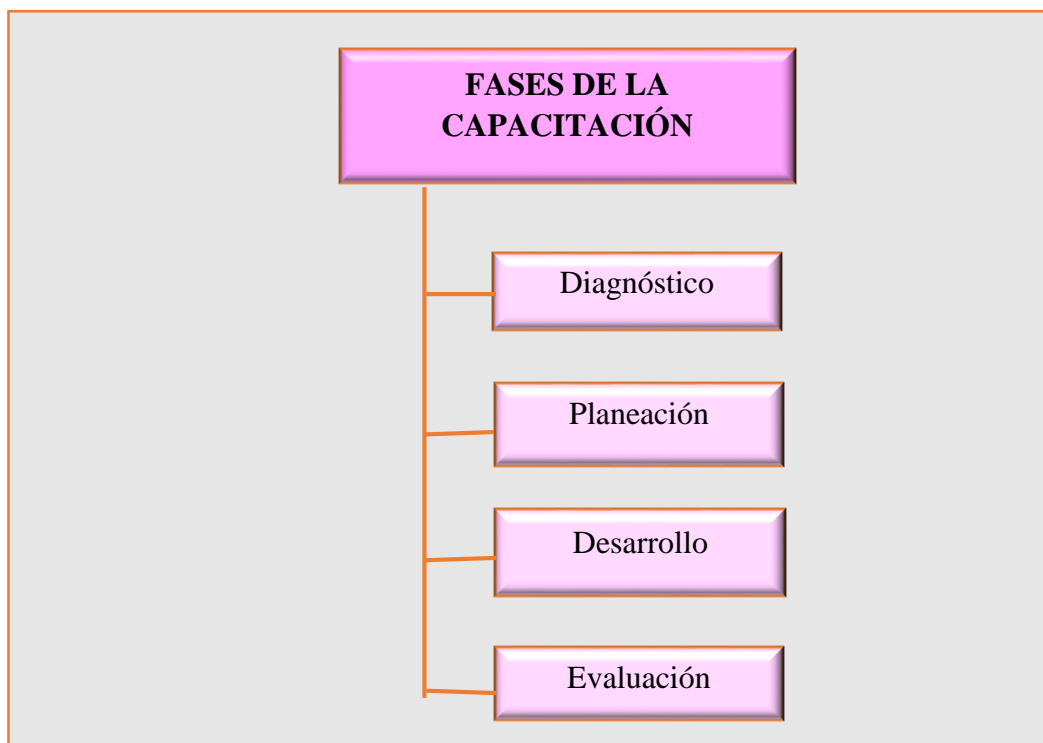 FASES DE LA
CAPACITACIÓN
Diagnóstico
Planeación
Desarrollo
Evaluación